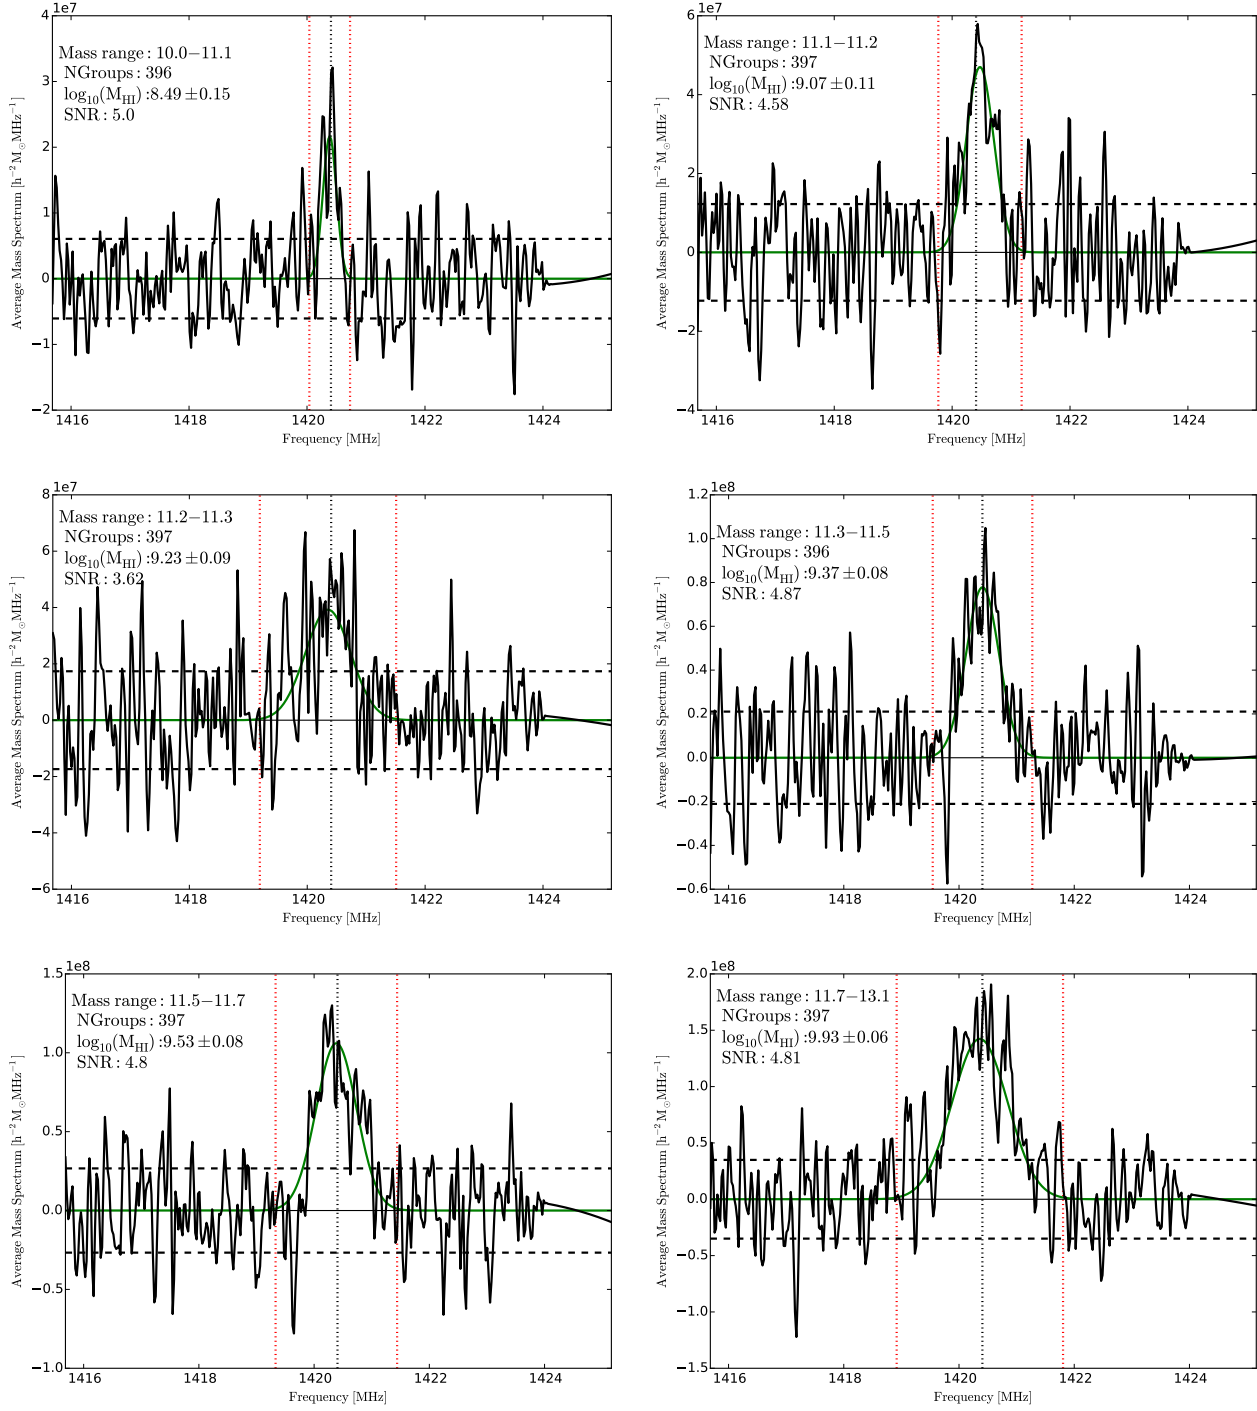 1e7
Mass range: 10.0−11.1
NGroups: 396
log10(MHI):8.49±0.15
SNR: 5.0
4
3
2
1
0
−1
−2
1416 1418 1420 1422 1424
Frequency [MHz]
Average Mass Spectrum [h−2 M⊙MHz−1]
1e7
Mass range: 11.1−11.2
NGroups: 397
log10(MHI):9.07±0.11
SNR: 4.58
6
4
2
0
−2
−4
1416 1418 1420 1422 1424
Frequency [MHz]
Average Mass Spectrum [h−2 M⊙MHz−1]
1e7
Mass range: 11.2−11.3
NGroups: 397
log10(MHI):9.23±0.09
SNR: 3.62
8
6
4
2
0
−2
−4
−6
1416 1418 1420 1422 1424
Frequency [MHz]
Average Mass Spectrum [h−2 M⊙MHz−1]
1e8
Mass range: 11.3−11.5
NGroups: 396
log10(MHI):9.37±0.08
SNR: 4.87
1.2
1.0
0.8
0.6
0.4
0.2
0.0
−0.2
−0.4
−0.6
1416 1418 1420 1422 1424
Frequency [MHz]
Average Mass Spectrum [h−2 M⊙MHz−1]
1e8
Mass range: 11.5−11.7
NGroups: 397
log10(MHI):9.53±0.08
SNR: 4.8
1.5
1.0
0.5
0.0
−0.5
−1.0
1416 1418 1420 1422 1424
Frequency [MHz]
Average Mass Spectrum [h−2 M⊙MHz−1]
1e8
Mass range: 11.7−13.1
NGroups: 397
log10(MHI):9.93±0.06
SNR: 4.81
2.0
1.5
1.0
0.5
0.0
−0.5
−1.0
−1.5
1416 1418 1420 1422 1424
Frequency [MHz]
Average Mass Spectrum [h−2 M⊙MHz−1]